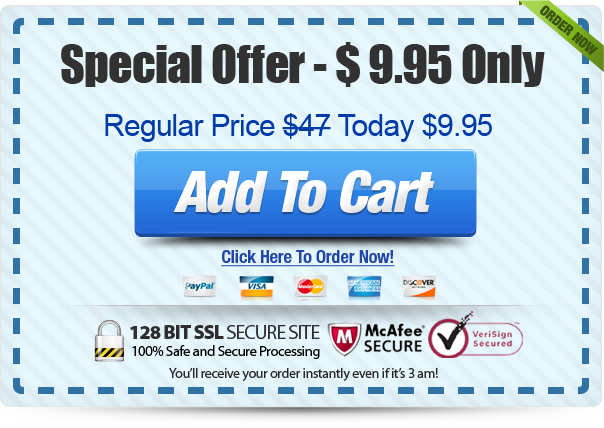 ORDER NOW
Special Offer - $ 9.95 Only
Regular Price $47 Today $9.95
Add To Cart
Click Here To Order Now!
PayPal VISA MasterCard AMERICAN EXPRESS DISCOVER
128 BIT SSL SECURE SITE
100% Safe and Secure Processing
McAfee®
SECURE
VeriSign
Secured
You'll receive your order instantly even if it's 3 am!